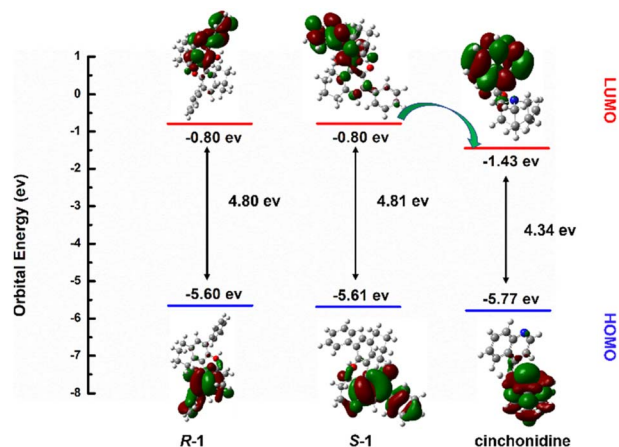 Orbital Energy (ev)
1
0
-1
-2
-3
-4
-5
-6
-7
-8
LUMO
-0.80 ev
-0.80 ev
-1.43 ev
4.80 ev
4.81 ev
4.34 ev
-5.60 ev
-5.61 ev
-5.77 ev
HOMO
R-1
S-1
cinchonidine